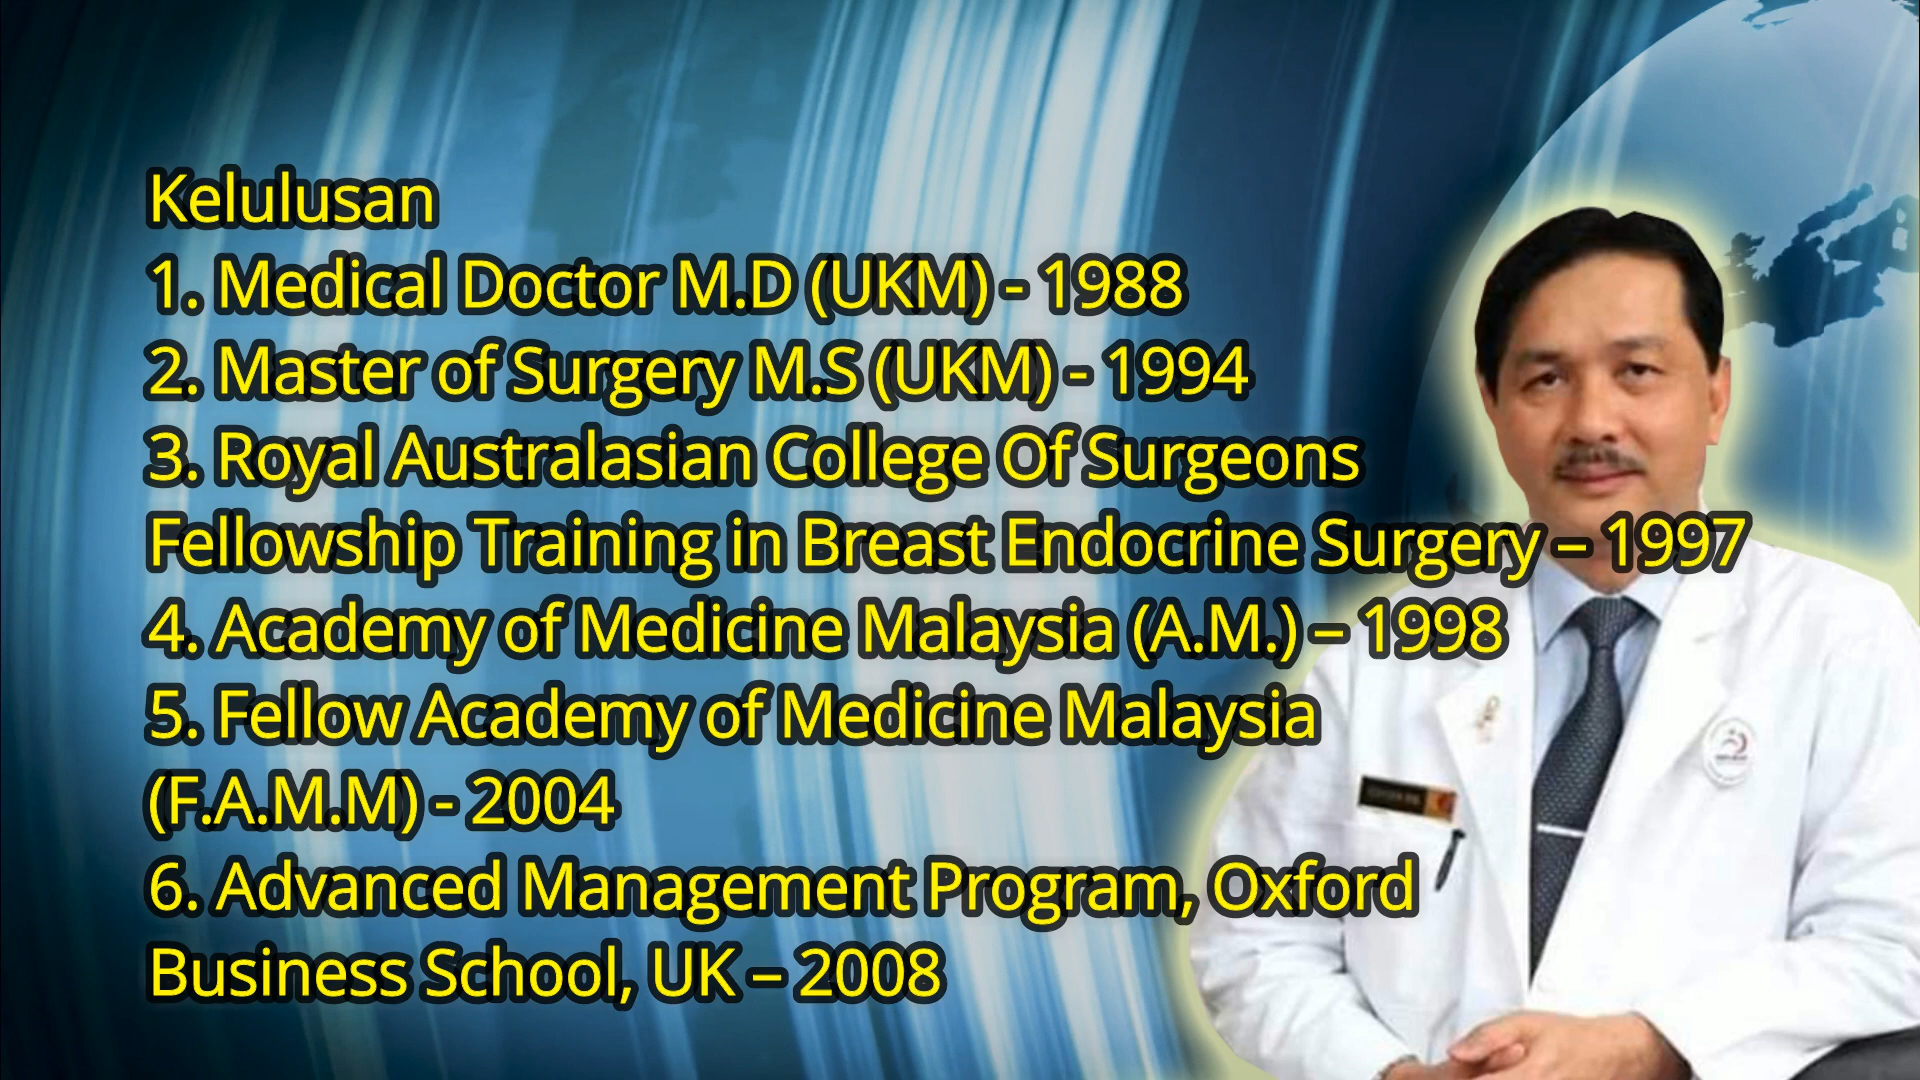 Kelulusan
1. Medical Doctor M.D (UKM) - 1988
2. Master of Surgery M.S (UKM) - 1994
3. Royal Australasian College Of Surgeons
Fellowship Training in Breast Endocrine Surgery – 1997
4. Academy of Medicine Malaysia (A.M.) – 1998
5. Fellow Academy of Medicine Malaysia
(F.A.M.M) - 2004
6. Advanced Management Program, Oxford
Business School, UK – 2008